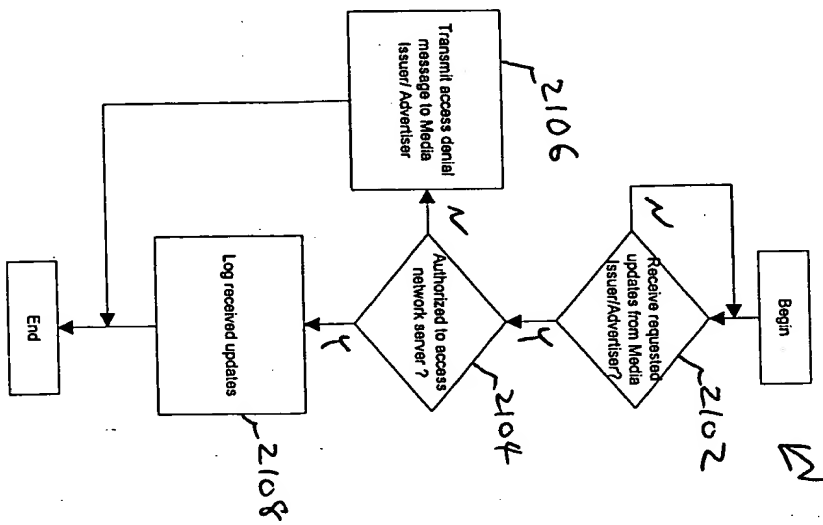 Begin
Receive requested
updates from Media
Issuer/Advertiser?
2102
N
Y
Authorized to access
network server ?
2104
N
Y
Transmit access denial
message to Media
Issuer/ Advertiser
2106
Log received updates
2108
End